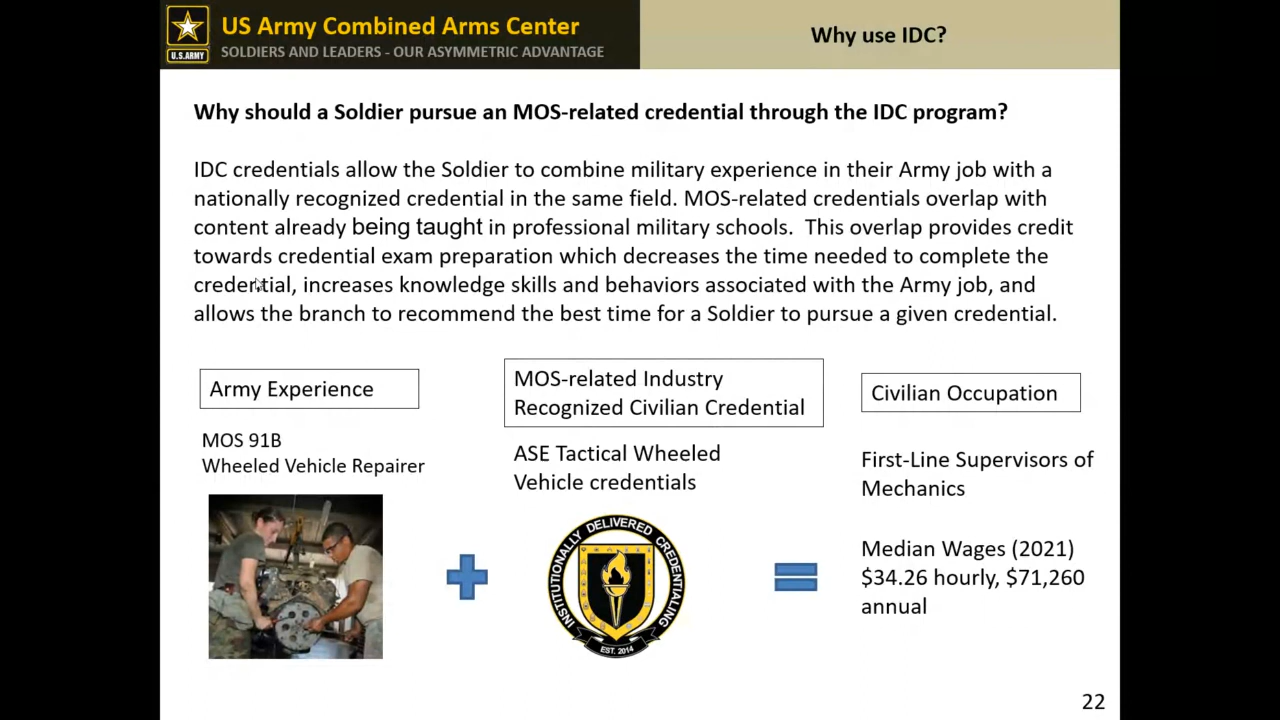 US Army Combined Arms Center
SOLDIERS AND LEADERS - OUR ASYMMETRIC ADVANTAGE
U.S.ARMY
Why use IDC?
Why should a Soldier pursue an MOS-related credential through the IDC program?
IDC credentials allow the Soldier to combine military experience in their Army job with a
nationally recognized credential in the same field. MOS-related credentials overlap with
content already being taught in professional military schools.  This overlap provides credit
towards credential exam preparation which decreases the time needed to complete the
credential, increases knowledge skills and behaviors associated with the Army job, and
allows the branch to recommend the best time for a Soldier to pursue a given credential.
Army Experience
MOS 91B
Wheeled Vehicle Repairer
MOS-related Industry
Recognized Civilian Credential
ASE Tactical Wheeled
Vehicle credentials
INSTITUTIONALLY DELIVERED CREDENTIALING
EST. 2014
Civilian Occupation
First-Line Supervisors of
Mechanics
Median Wages (2021)
$34.26 hourly, $71,260
annual
22